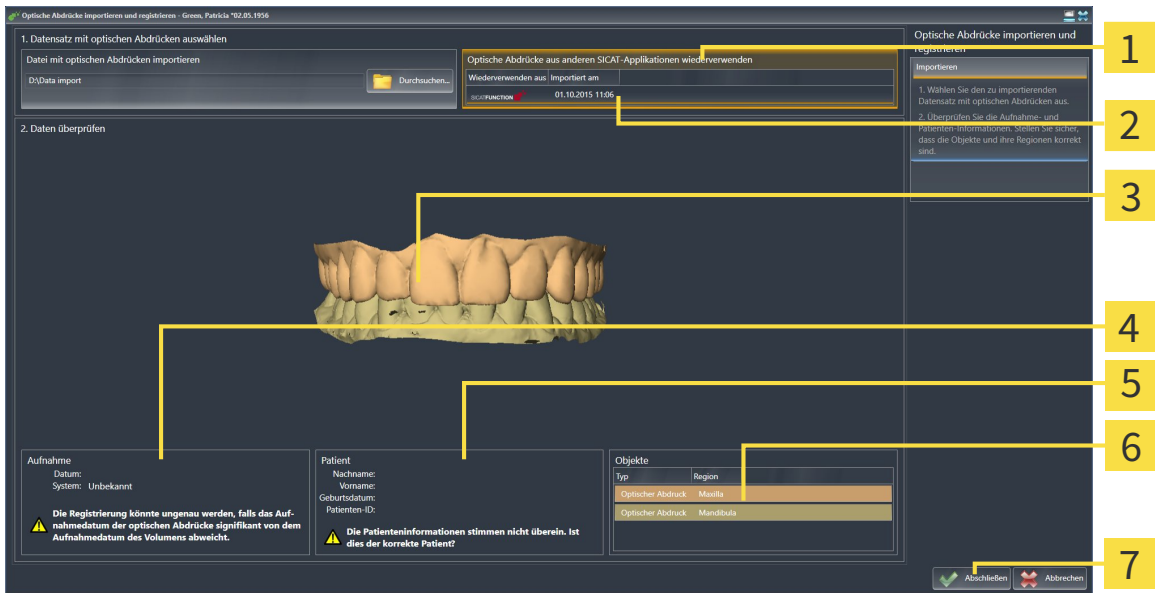 Optische Abdrücke importieren und registrieren - Green, Patricia *02.05.1956
1. Datensatz mit optischen Abdrücken auswählen
Datei mit optischen Abdrücken importieren
D:\Data import
Durchsuchen...
Optische Abdrücke aus anderen SICAT-Applikationen wiederverwenden
Wiederverwenden aus
Importiert am
SICATFUNCTION
01.10.2015 11:06
2. Daten überprüfen
Aufnahme
Datum:
System: Unbekannt
Die Registrierung könnte ungenau werden, falls das Auf-
nahmedatum der optischen Abdrücke signifikant von dem
Aufnahmedatum des Volumens abweicht.
Patient
Nachname:
Vorname:
Geburtsdatum:
Patienten-ID:
Die Patienteninformationen stimmen nicht überein. Ist
dies der korrekte Patient?
Objekte
Typ
Region
Optischer Abdruck Maxilla
Optischer Abdruck Mandibula
Optische Abdrücke importieren und
registrieren
Importieren
1. Wählen Sie den zu importierenden
Datensatz mit optischen Abdrücken aus.
2. Überprüfen Sie die Aufnahme- und
Patienten-Informationen. Stellen Sie sicher,
dass die Objekte und ihre Regionen korrekt
sind.
Abschließen
Abbrechen
1
2
3
4
5
6
7